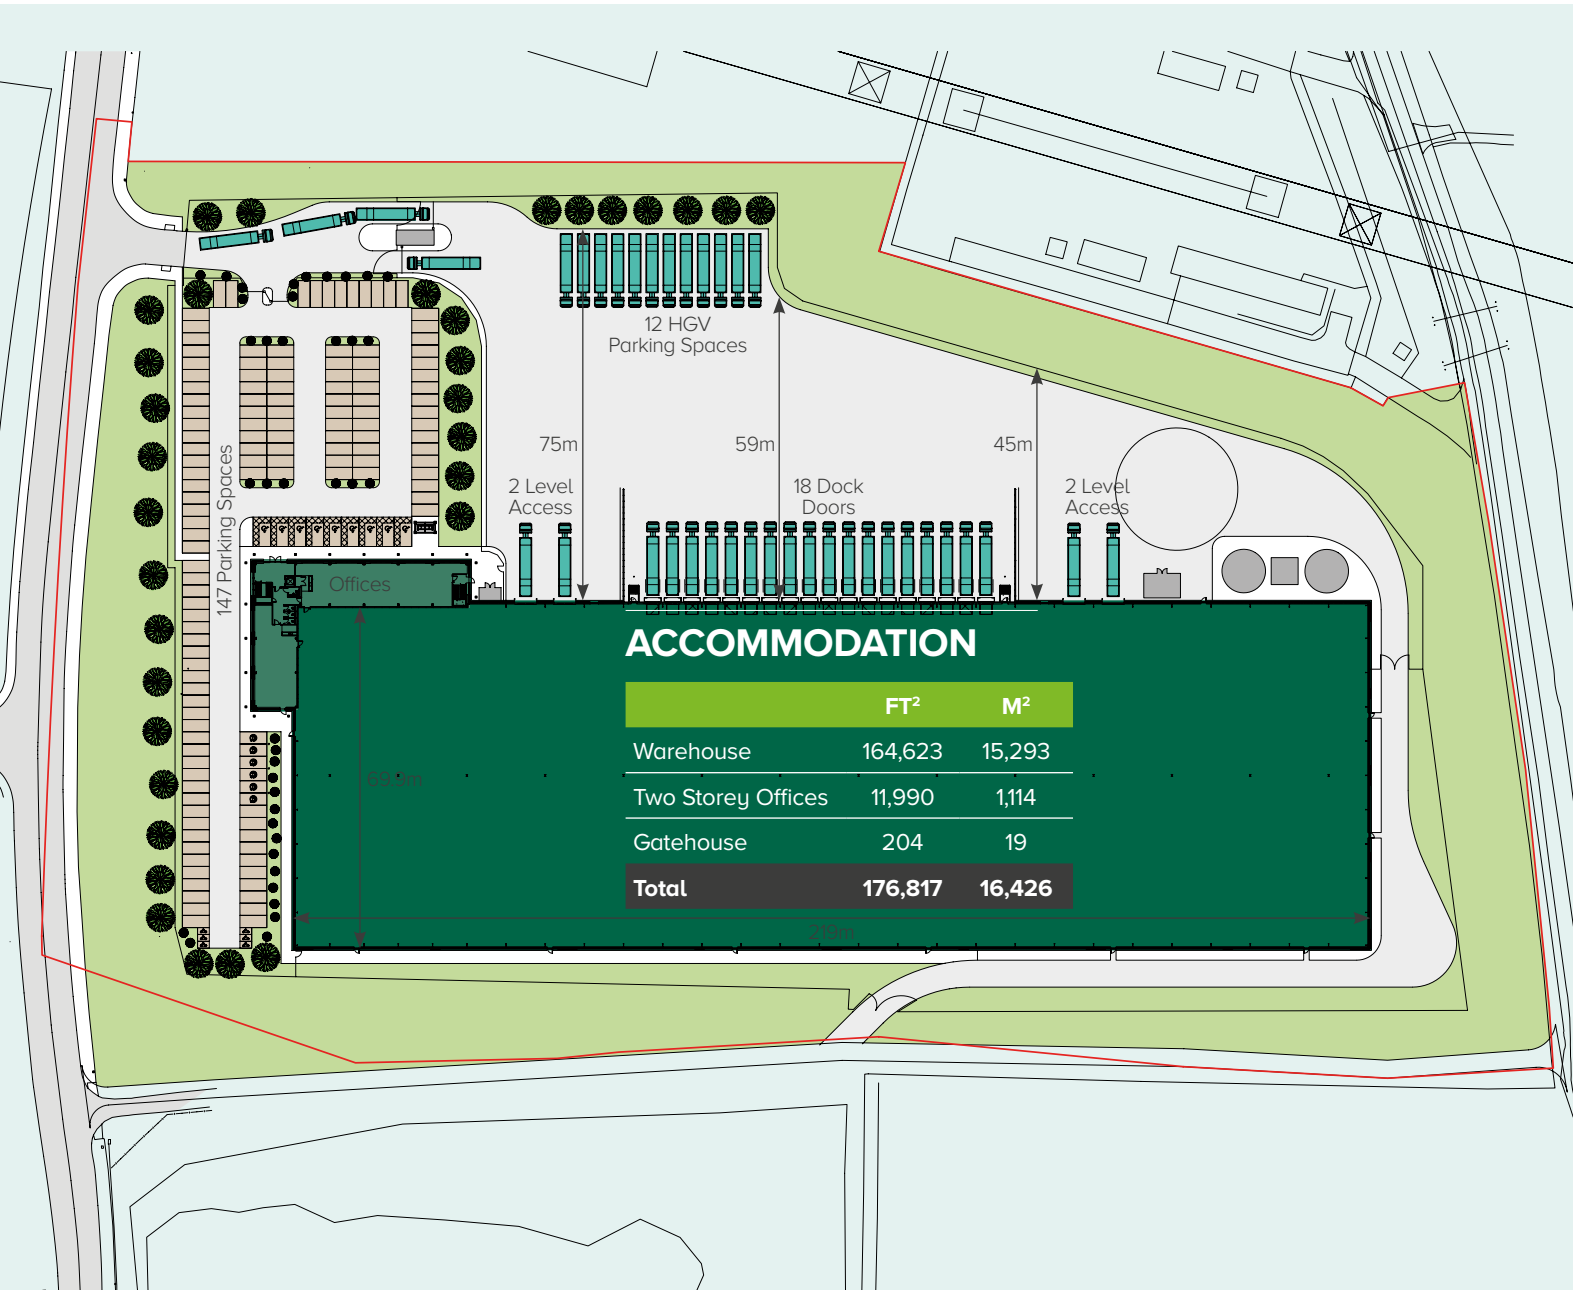 12 HGV
Parking Spaces
75m
59m
45m
2 Level
Access
18 Dock
Doors
2 Level
Access
147 Parking Spaces
Offices
ACCOMMODATION
FT² M²
Warehouse 164,623 15,293
Two Storey Offices 11,990 1,114
Gatehouse 204 19
Total 176,817 16,426
69.9m
219m